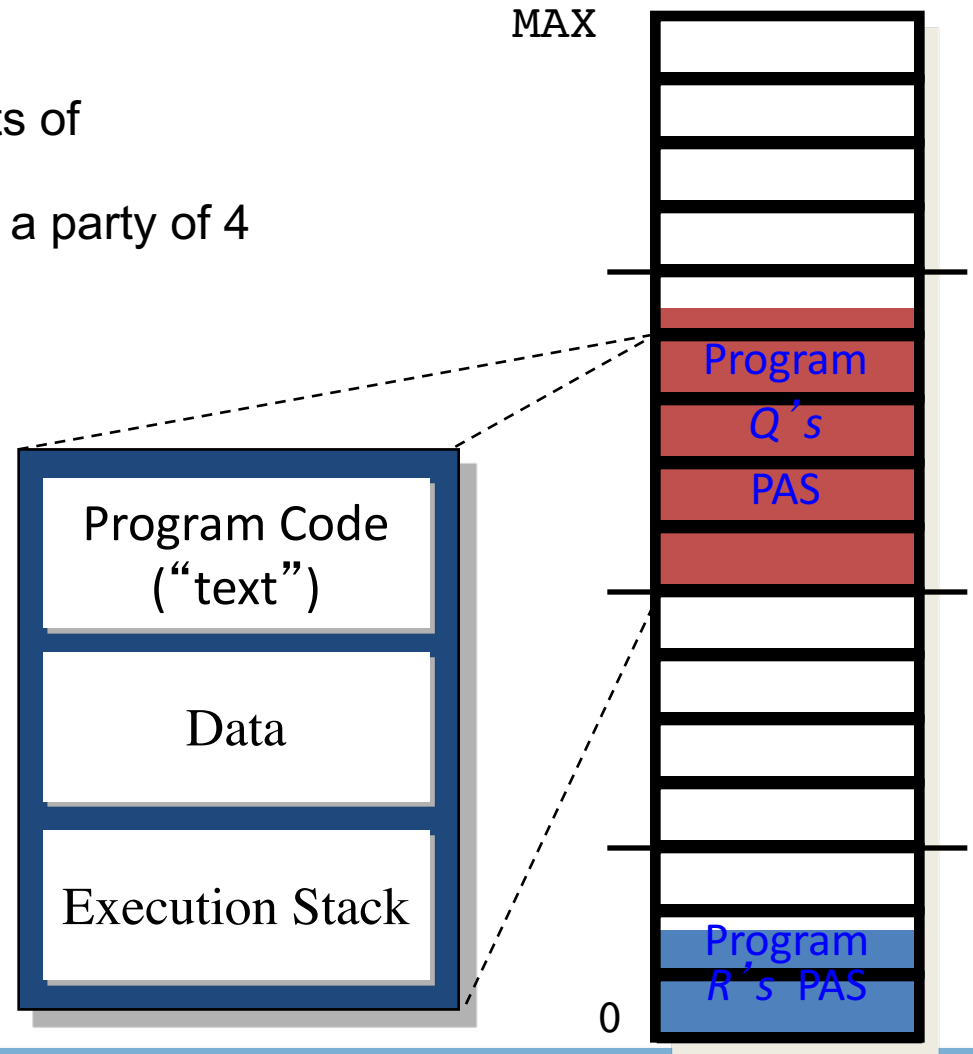 MAX
ts of
a party of 4
Program
Q´s
PAS
Program Code
(“text”)
Data
Execution Stack
Program
R´s PAS
0